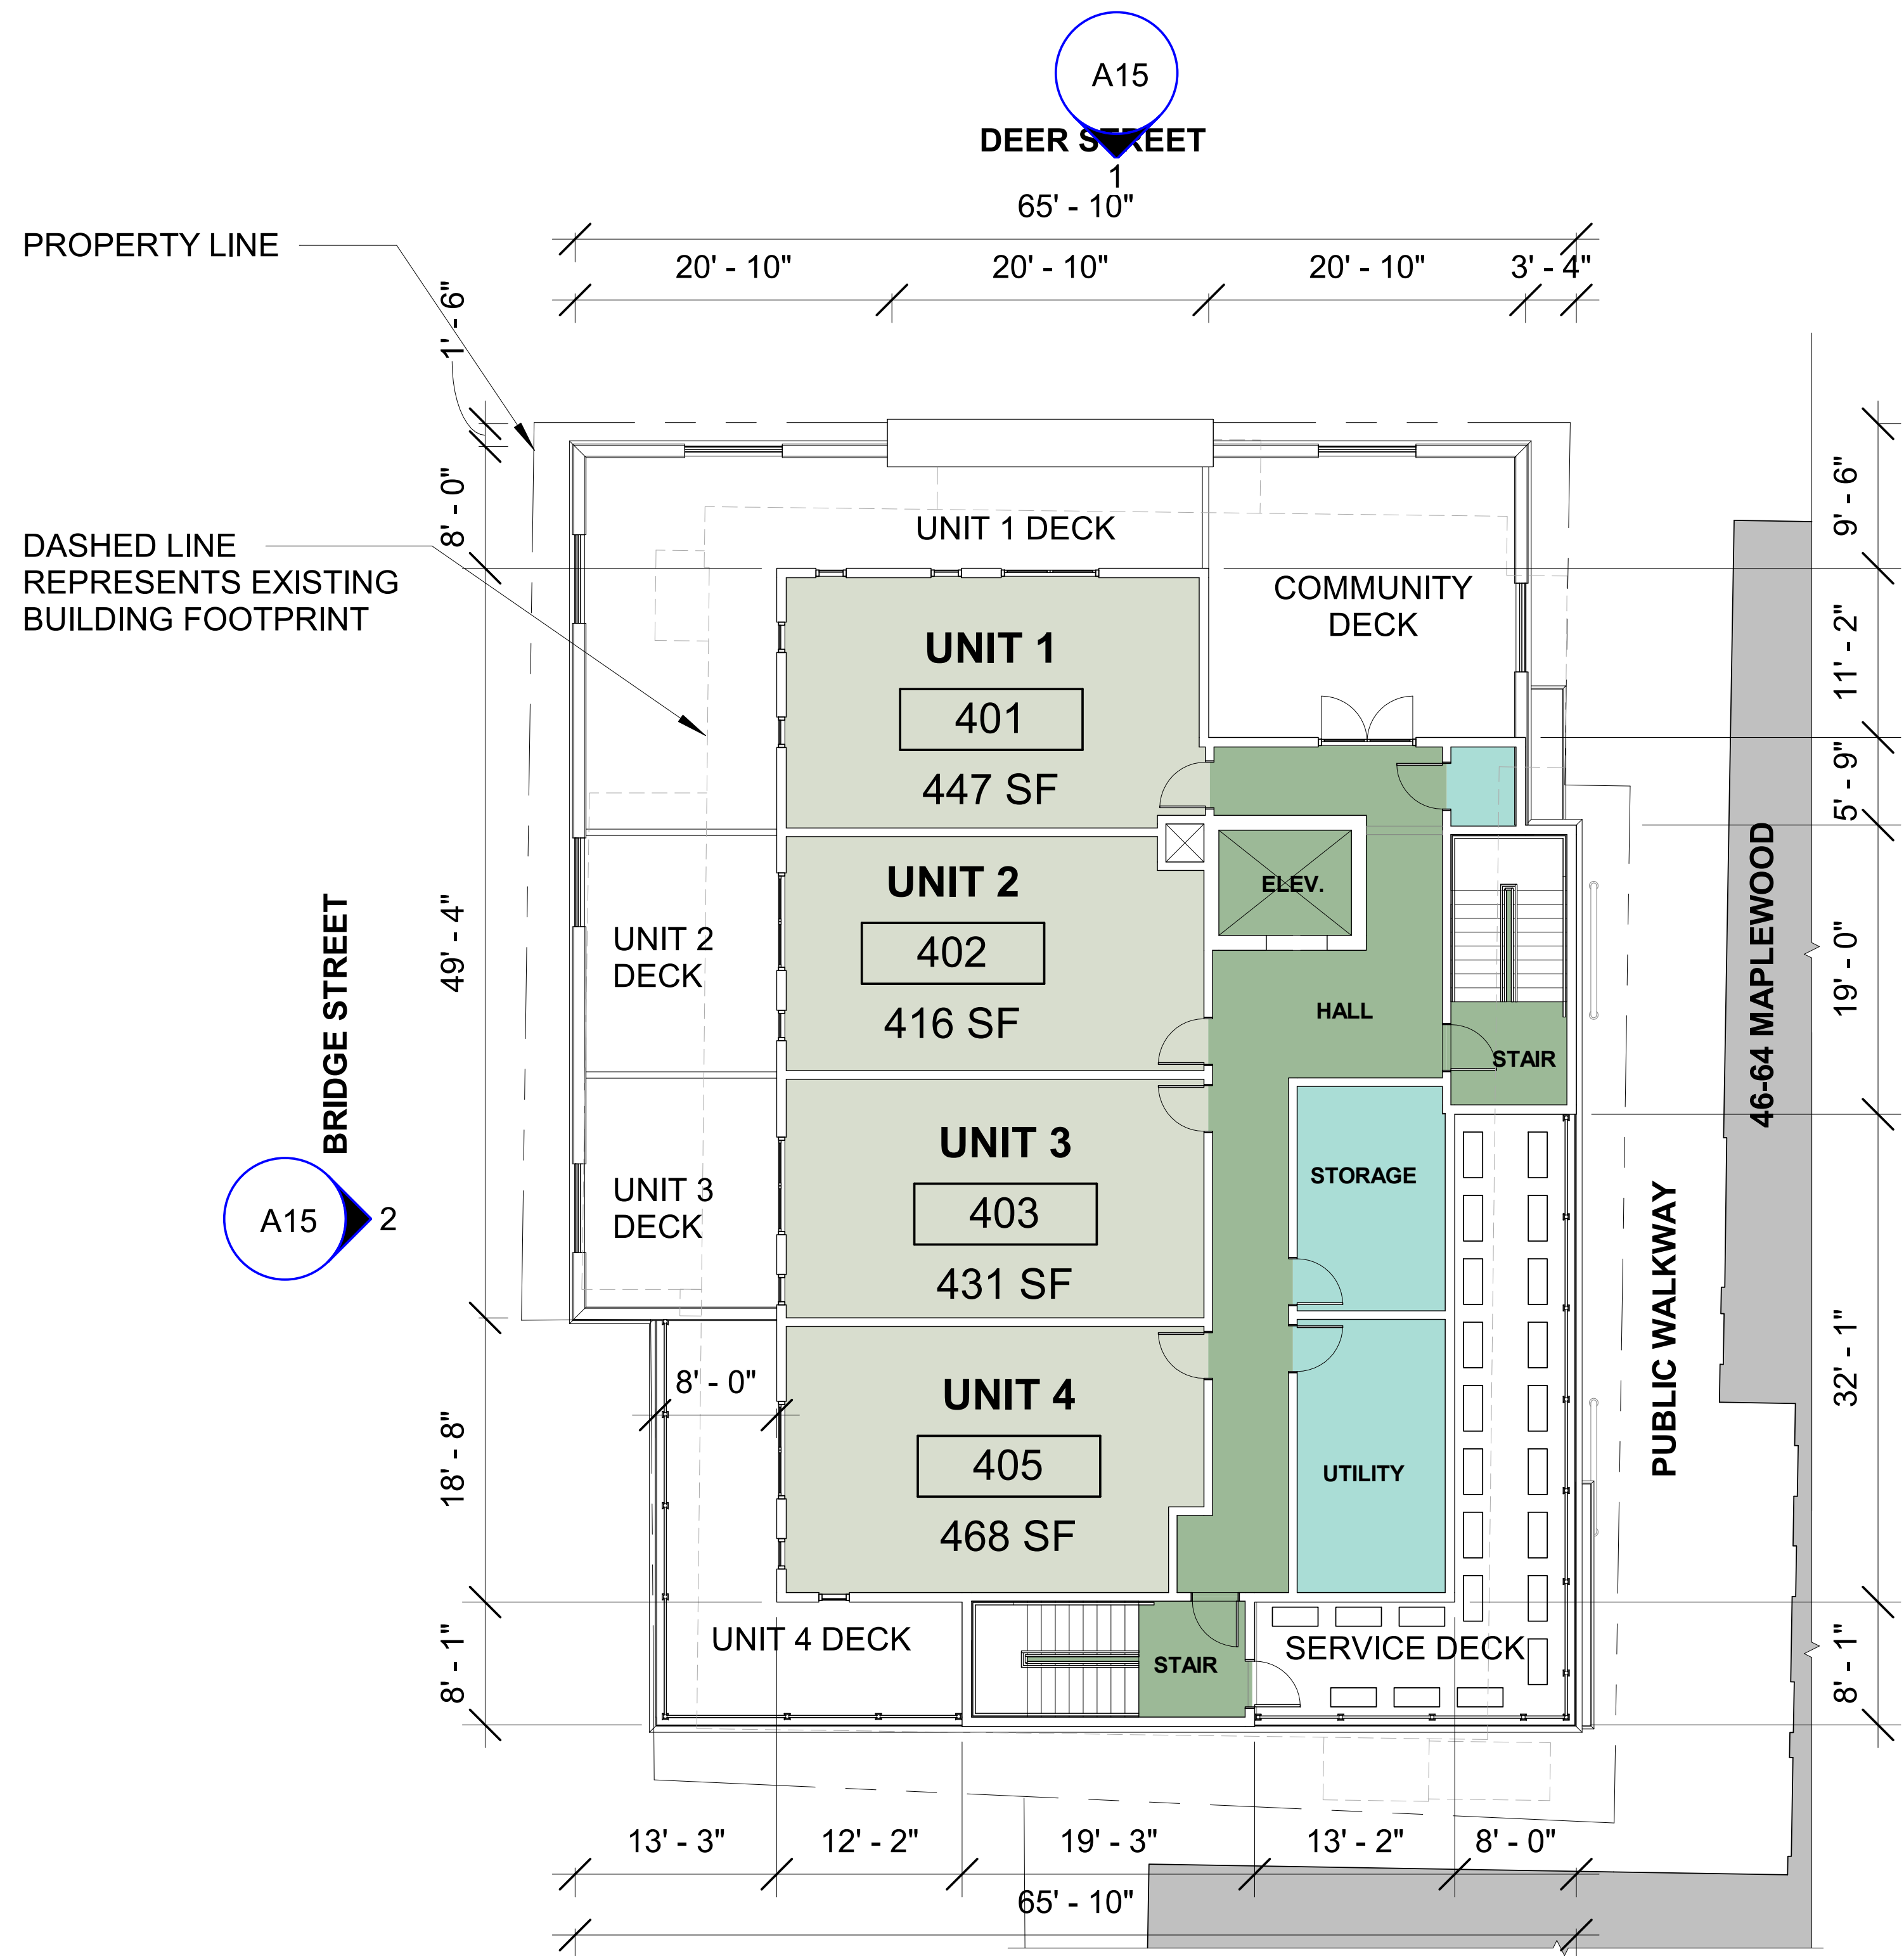 A15
DEER STREET
1
65' - 10"
20' - 10"
20' - 10"
20' - 10"
3' - 4"
PROPERTY LINE
1' - 6"
8' - 0"
9' - 6"
UNIT 1 DECK
DASHED LINE
REPRESENTS EXISTING
BUILDING FOOTPRINT
COMMUNITY
DECK
11' - 2"
UNIT 1
401
447 SF
5' - 9"
46-64 MAPLEWOOD
UNIT 2
402
416 SF
ELEV.
BRIDGE STREET
49' - 4"
UNIT 2
DECK
19' - 0"
HALL
STAIR
UNIT 3
403
431 SF
STORAGE
UNIT 3
DECK
A15
2
PUBLIC WALKWAY
32' - 1"
8' - 0"
UNIT 4
405
468 SF
18' - 8"
UTILITY
UNIT 4 DECK
STAIR
SERVICE DECK
8' - 1"
8' - 1"
13' - 3"
12' - 2"
19' - 3"
13' - 2"
8' - 0"
65' - 10"